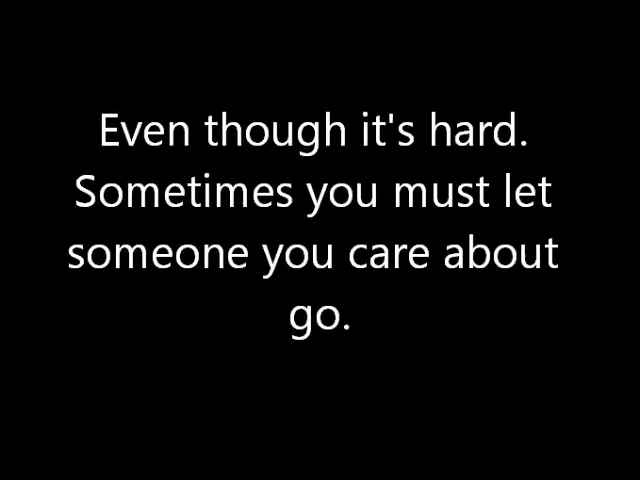 Even though it's hard.
Sometimes you must let
someone you care about
go.